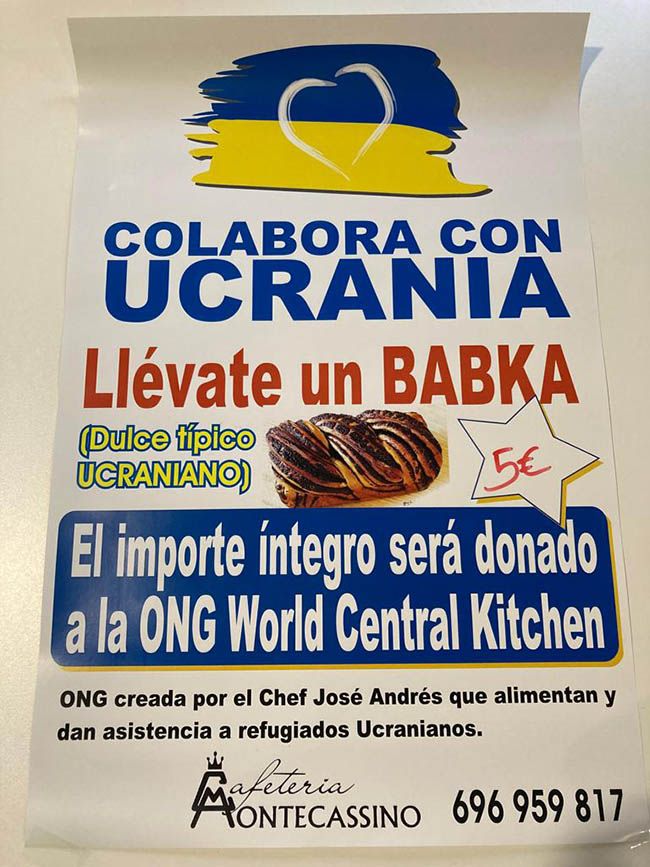 COLABORA CON
UCRANIA
Llévate un BABKA
(Dulce típico
UCRANIANO)
5€
El importe íntegro será donado
a la ONG World Central Kitchen
ONG creada por el Chef José Andrés que alimentan y
dan asistencia a refugiados Ucranianos.
Cafeteria
MONTECASSINO
696 959 817